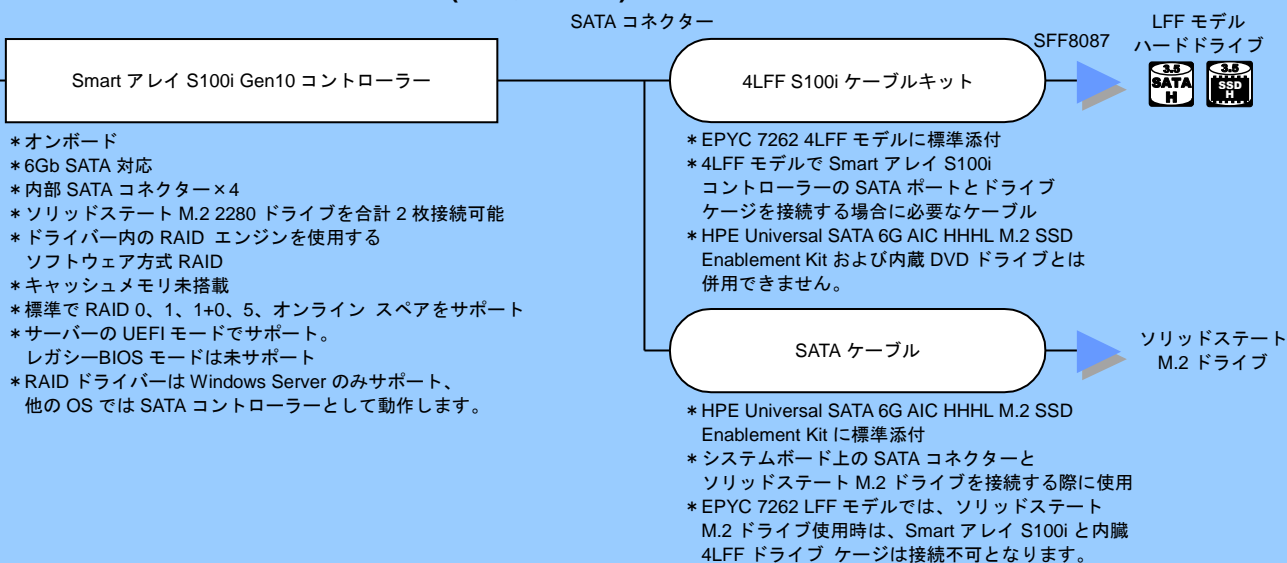 SATA コネクター
SFF8087
LFF モデル
ハードドライブ
3.5
SATA
H
3.5
SSD
H
Smart アレイ S100i Gen10 コントローラー
4LFF S100i ケーブルキット
＊オンボード
＊6Gb SATA 対応
＊内部 SATA コネクター×4
＊ソリッドステート M.2 2280 ドライブを合計 2 枚接続可能
＊ドライバー内の RAID エンジンを使用する
ソフトウェア方式 RAID
＊キャッシュメモリ未搭載
＊標準で RAID 0、1、1+0、5、オンライン スペアをサポート
＊サーバーの UEFI モードでサポート。
レガシーBIOS モードは未サポート
＊RAID ドライバーは Windows Server のみサポート、
他の OS では SATA コントローラーとして動作します。
＊EPYC 7262 4LFF モデルに標準添付
＊4LFF モデルで Smart アレイ S100i
コントローラーの SATA ポートとドライブ
ケージを接続する場合に必要なケーブル
＊HPE Universal SATA 6G AIC HHHL M.2 SSD
Enablement Kit および内蔵 DVD ドライブとは
併用できません。
SATA ケーブル
ソリッドステート
M.2 ドライブ
＊HPE Universal SATA 6G AIC HHHL M.2 SSD
Enablement Kit に標準添付
＊システムボード上の SATA コネクターと
ソリッドステート M.2 ドライブを接続する際に使用
＊EPYC 7262 LFF モデルでは、ソリッドステート
M.2 ドライブ使用時は、Smart アレイ S100i と内臓
4LFF ドライブ ケージは接続不可となります。